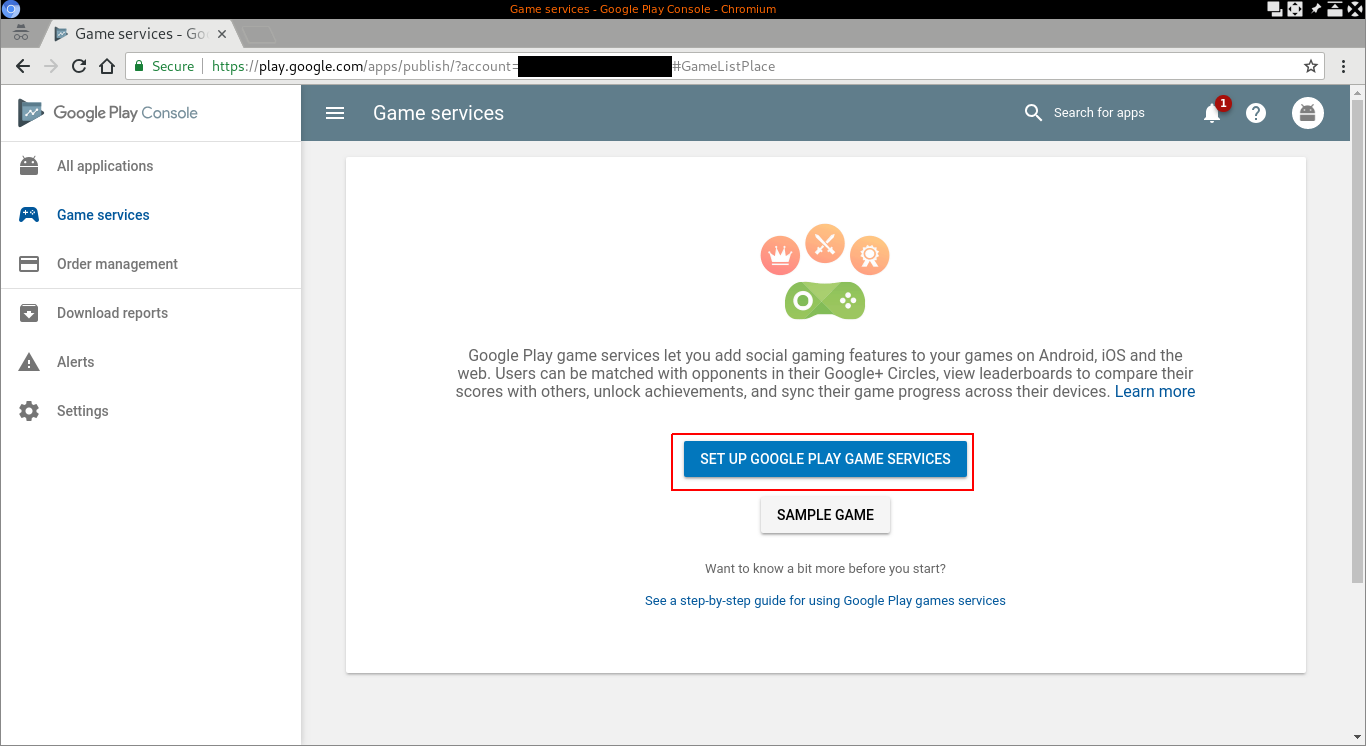 Game services - Google Play Console - Chromium
Game services - Goo
Secure https://play.google.com/apps/publish/?account= #GameListPlace
Google Play Console
Game services
Search for apps
1
All applications
Game services
Order management
Download reports
Alerts
Settings
Google Play game services let you add social gaming features to your games on Android, iOS and the
web. Users can be matched with opponents in their Google+ Circles, view leaderboards to compare their
scores with others, unlock achievements, and sync their game progress across their devices. Learn more
SET UP GOOGLE PLAY GAME SERVICES
SAMPLE GAME
Want to know a bit more before you start?
See a step-by-step guide for using Google Play games services